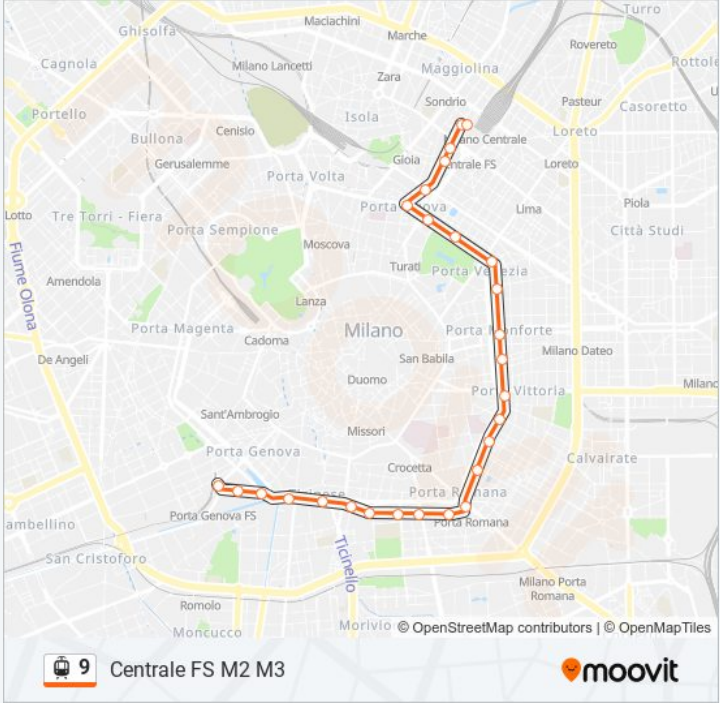 Turro
Maciachini
Ghisolfa
Marche
Rovereto
Cagnola
Milano Lancetti
Maggiolina
Zara
Sondrio
Pasteur
Casoretto
Portello
Isola
Cenisio
Loreto
Bullona
Milano Centrale
Gioia
Centrale FS
Loreto
Gerusalemme
Porta Volta
Piola
Lotto
Tre Torri - Fiera
Lima
Porta Sempione
Città Studi
Moscova
Turati
Porta Venezia
Fiume Olona
Amendola
Lanza
Porta Magenta
Milano
Porta Monforte
Cadoma
Milano Dateo
De Angeli
San Babila
Duomo
Porta Vittoria
Milano
Sant'Ambrogio
Missori
Porta Genova
Calvairate
Crocetta
Porta Romana
Porta Genova FS
Porta Romana
San Cristoforo
Ticinello
Milano Porta
Romana
Romolo
Moncucco
Morivio
© OpenStreetMap contributors | © OpenMapTiles
9 Centrale FS M2 M3
moovit